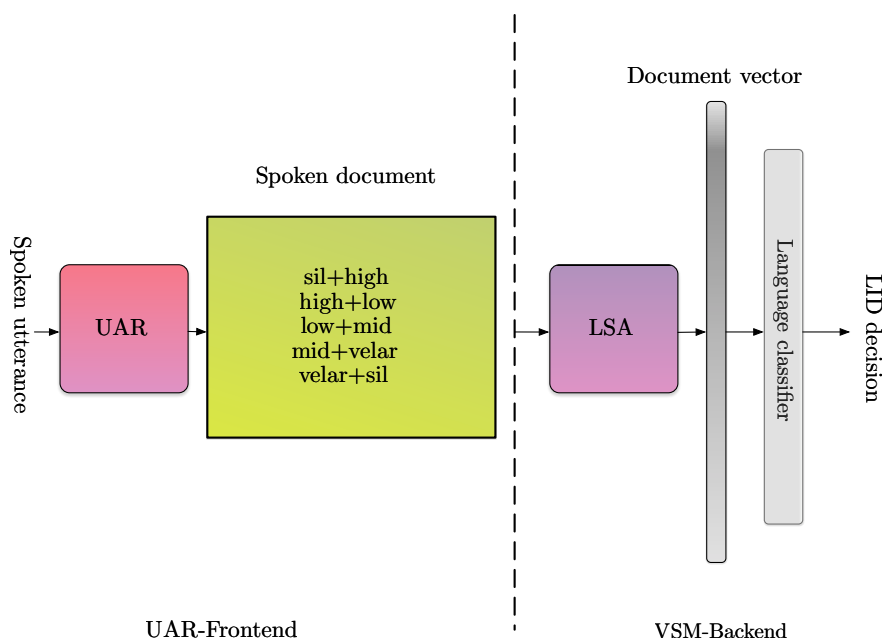 Spoken utterance
UAR
Spoken document
sil+high
high+low
low+mid
mid+velar
velar+sil
UAR-Frontend
LSA
Document vector
Language classifier
LID decision
VSM-Backend